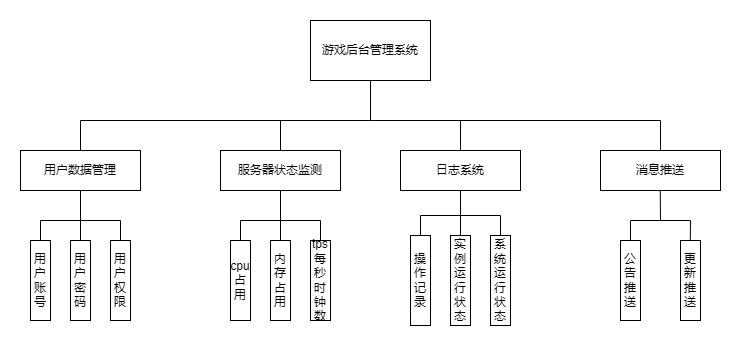 游戏后台管理系统
用户数据管理
服务器状态监测
日志系统
消息推送
用户账号
用户密码
用户权限
cpu占用
内存占用
tps每秒时钟数
操作记录
实例运行状态
系统运行状态
公告推送
更新推送